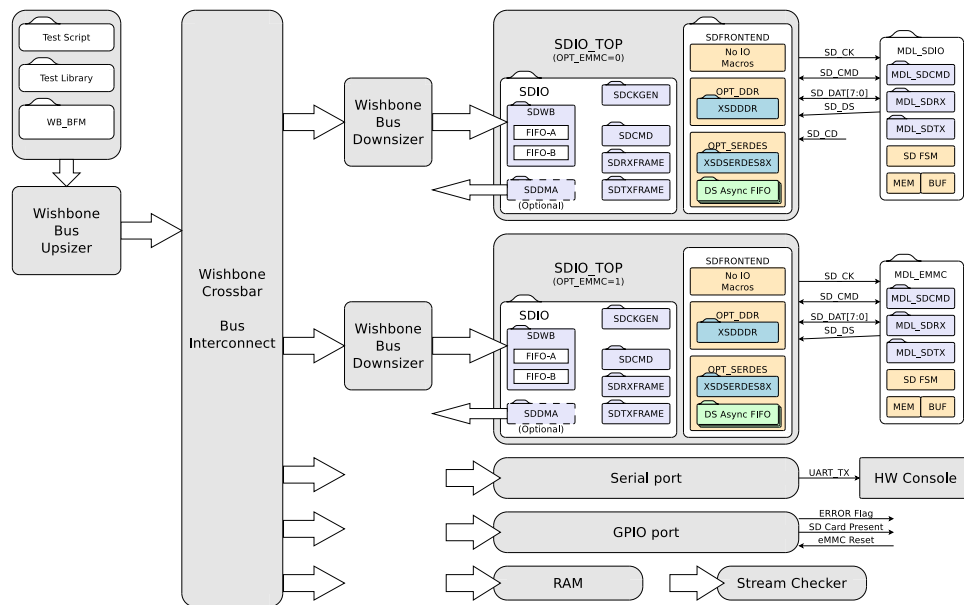 Test Script
Test Library
WB_BFM
Wishbone
Bus
Upsizer
Wishbone
Crossbar
Bus
Interconnect
Wishbone
Bus
Downsizer
SDIO_TOP
(OPT_EMMC=0)
SDIO
SDWB
FIFO-A
FIFO-B
SDDMA
(Optional)
SDCKGEN
SDCMD
SDRXFRAME
SDTXFRAME
SDFRONTEND
No IO
Macros
OPT_DDR
XSDDDR
OPT_SERDES
XSDSERDES8X
DS Async FIFO
SD_CK
SD_CMD
SD_DAT[7:0]
SD_DS
SD_CD
MDL_SDIO
MDL_SDCMD
MDL_SDRX
MDL_SDTX
SD FSM
MEM BUF
Wishbone
Bus
Downsizer
SDIO_TOP
(OPT_EMMC=1)
SDIO
SDWB
FIFO-A
FIFO-B
SDDMA
(Optional)
SDCKGEN
SDCMD
SDRXFRAME
SDTXFRAME
SDFRONTEND
No IO
Macros
OPT_DDR
XSDDDR
OPT_SERDES
XSDSERDES8X
DS Async FIFO
SD_CK
SD_CMD
SD_DAT[7:0]
SD_DS
MDL_EMMC
MDL_SDCMD
MDL_SDRX
MDL_SDTX
SD FSM
MEM BUF
Serial port
UART_TX
HW Console
GPIO port
ERROR Flag
SD Card Present
eMMC Reset
RAM
Stream Checker